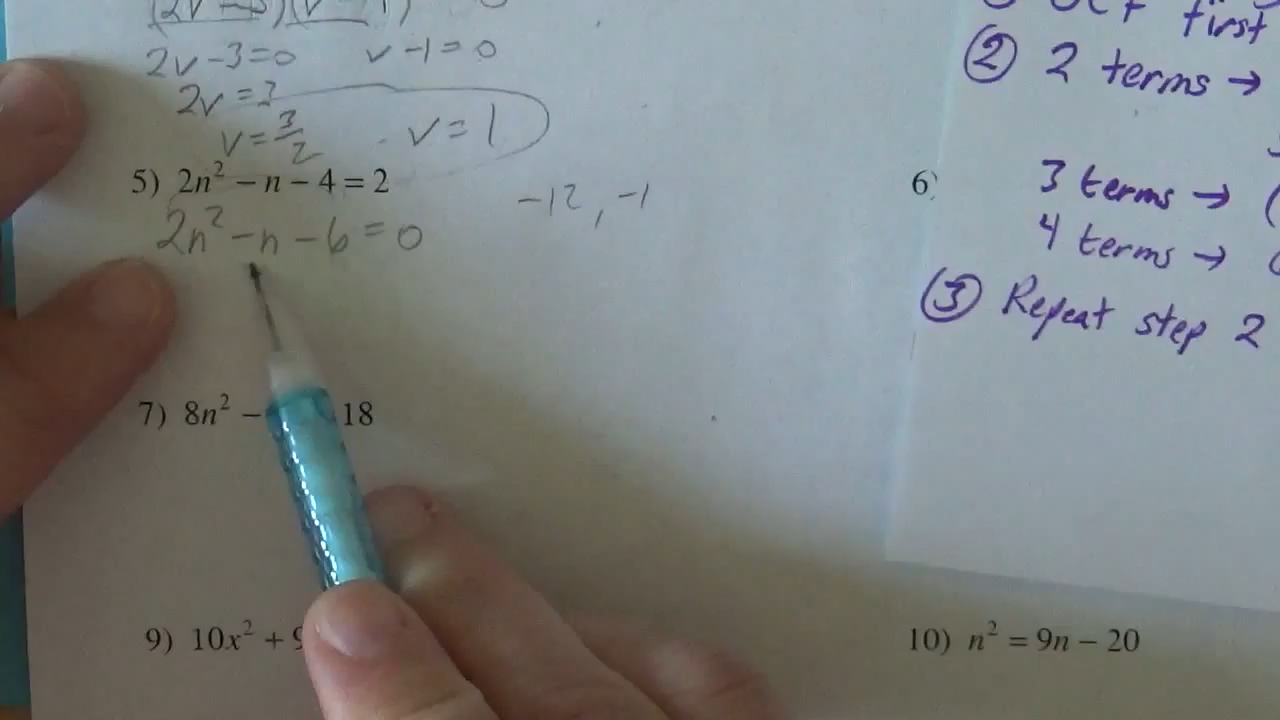 2v-3=0 v-1=0
2v=3
v=3/2 v=1
5) 2n² − n − 4 = 2 -12, -1
2n²-n-6=0
7) 8n² − 18
9) 10x² + 9
10) n² = 9n − 20
first
② 2 terms →
6)
3 terms →
4 terms →
③ Repeat step 2